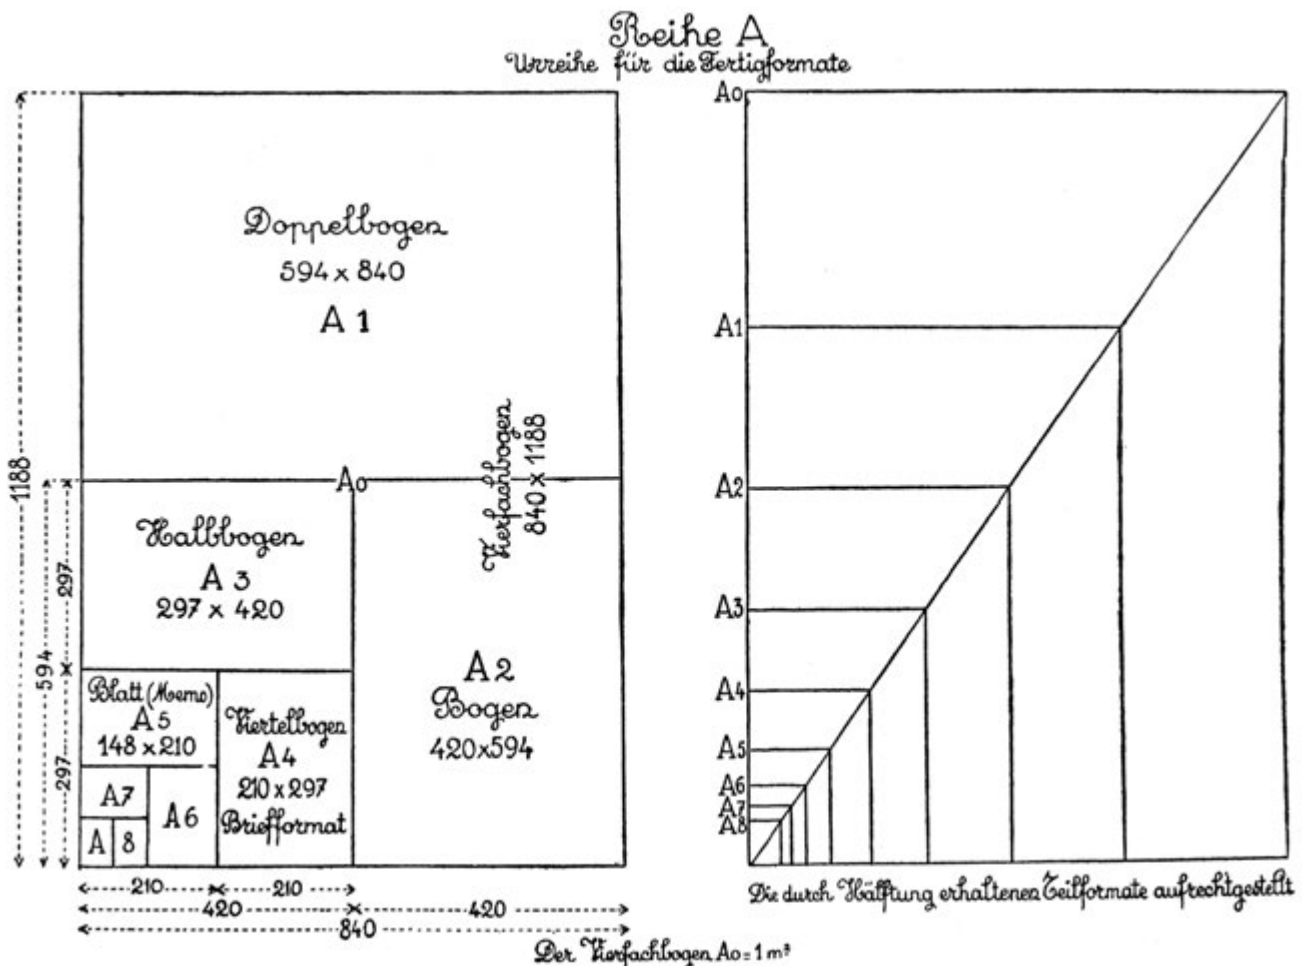 Reihe A
Urreihe für die Fertigformate
Doppelbogen
594 x 840
A 1
1188
A0
Vierfachbogen
840 x 1188
Halbbogen
A 3
297 x 420
297
594
297
A 2
Bogen
420x594
Blatt (Memo)
A 5
148 x 210
Viertelbogen
A 4
210 x 297
Briefformat
A7
A 6
A 8
210
210
420
420
840
A0
A1
A2
A3
A4
A5
A6
A7
A8
Die durch Hälftung erhaltenen Teilformate aufrechtgestellt
Der Vierfachbogen A0 = 1 m²